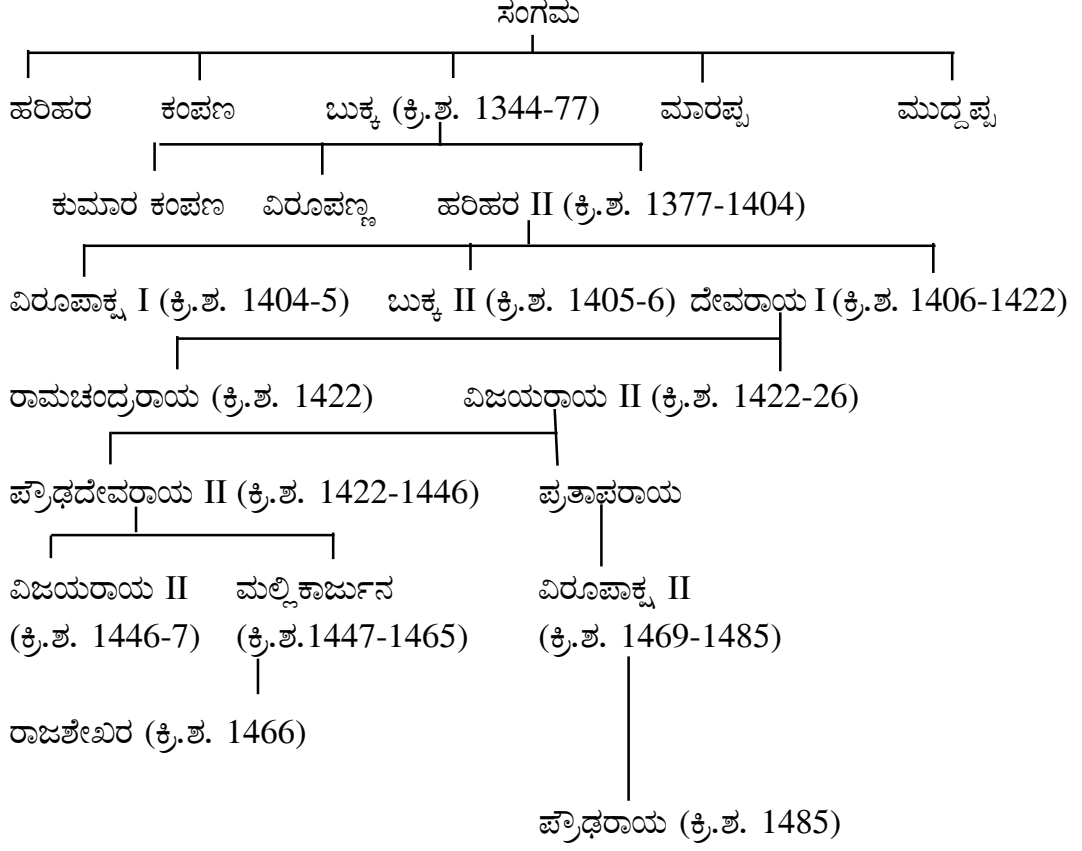 ಸಂಗಮ
ಹರಿಹರ ಕಂಪಣ ಬುಕ್ಕ (ಕ್ರಿ.ಶ. 1344-77) ಮಾರಪ್ಪ ಮುದ್ದಪ್ಪ
ಕುಮಾರ ಕಂಪಣ ವಿರೂಪಣ್ಣ ಹರಿಹರ II (ಕ್ರಿ.ಶ. 1377-1404)
ವಿರೂಪಾಕ್ಷ I (ಕ್ರಿ.ಶ. 1404-5) ಬುಕ್ಕ II (ಕ್ರಿ.ಶ. 1405-6) ದೇವರಾಯ I (ಕ್ರಿ.ಶ. 1406-1422)
ರಾಮಚಂದ್ರರಾಯ (ಕ್ರಿ.ಶ. 1422) ವಿಜಯರಾಯ II (ಕ್ರಿ.ಶ. 1422-26)
ಪ್ರೌಢದೇವರಾಯ II (ಕ್ರಿ.ಶ. 1422-1446) ಪ್ರತಾಪರಾಯ
ವಿಜಯರಾಯ II ಮಲ್ಲಿಕಾರ್ಜುನ ವಿರೂಪಾಕ್ಷ II
(ಕ್ರಿ.ಶ. 1446-7) (ಕ್ರಿ.ಶ.1447-1465) (ಕ್ರಿ.ಶ. 1469-1485)
ರಾಜಶೇಖರ (ಕ್ರಿ.ಶ. 1466)
ಪ್ರೌಢರಾಯ (ಕ್ರಿ.ಶ. 1485)